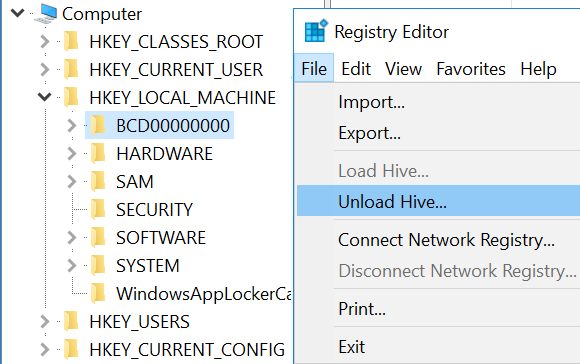 Computer
HKEY_CLASSES_ROOT
HKEY_CURRENT_USER
HKEY_LOCAL_MACHINE
BCD00000000
HARDWARE
SAM
SECURITY
SOFTWARE
SYSTEM
WindowsAppLockerCa
HKEY_USERS
HKEY_CURRENT_CONFIG
Registry Editor
File Edit View Favorites Help
Import...
Export...
Load Hive...
Unload Hive...
Connect Network Registry...
Disconnect Network Registry...
Print...
Exit